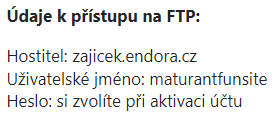 Údaje k přístupu na FTP:
Hostitel: zajicek.endora.cz
Uživatelské jméno: maturantfunsite
Heslo: si zvolíte při aktivaci účtu